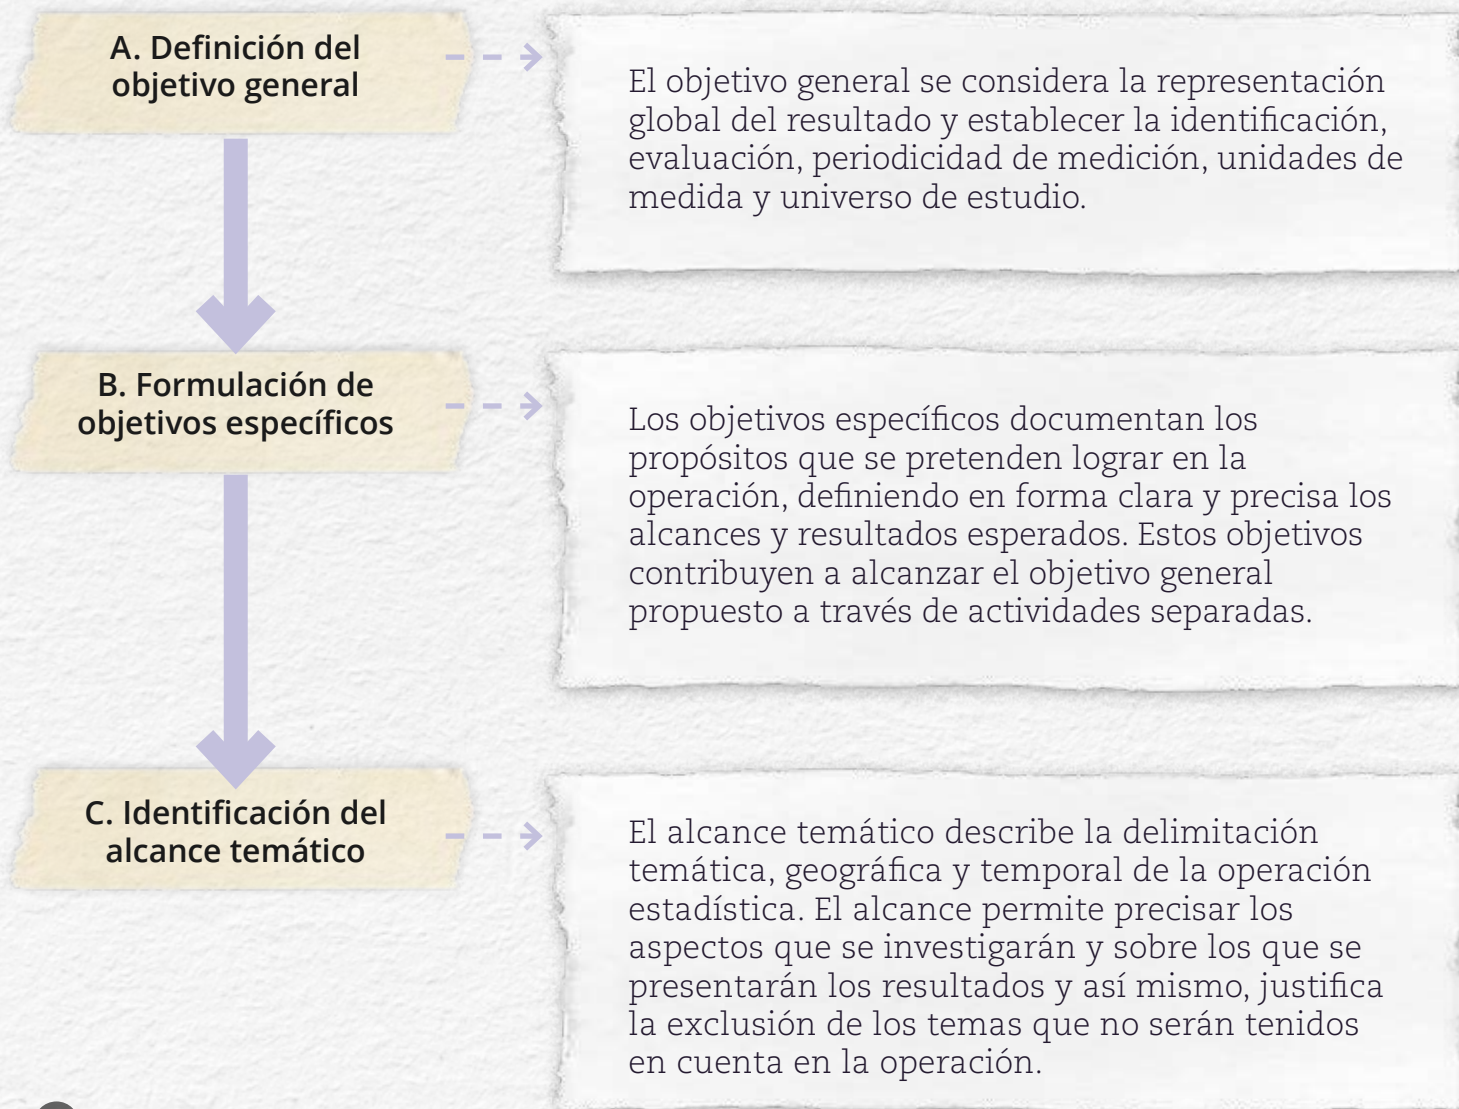 A. Definición del
objetivo general
El objetivo general se considera la representación
global del resultado y establecer la identificación,
evaluación, periodicidad de medición, unidades de
medida y universo de estudio.
B. Formulación de
objetivos específicos
Los objetivos específicos documentan los
propósitos que se pretenden lograr en la
operación, definiendo en forma clara y precisa los
alcances y resultados esperados. Estos objetivos
contribuyen a alcanzar el objetivo general
propuesto a través de actividades separadas.
C. Identificación del
alcance temático
El alcance temático describe la delimitación
temática, geográfica y temporal de la operación
estadística. El alcance permite precisar los
aspectos que se investigarán y sobre los que se
presentarán los resultados y así mismo, justifica
la exclusión de los temas que no serán tenidos
en cuenta en la operación.